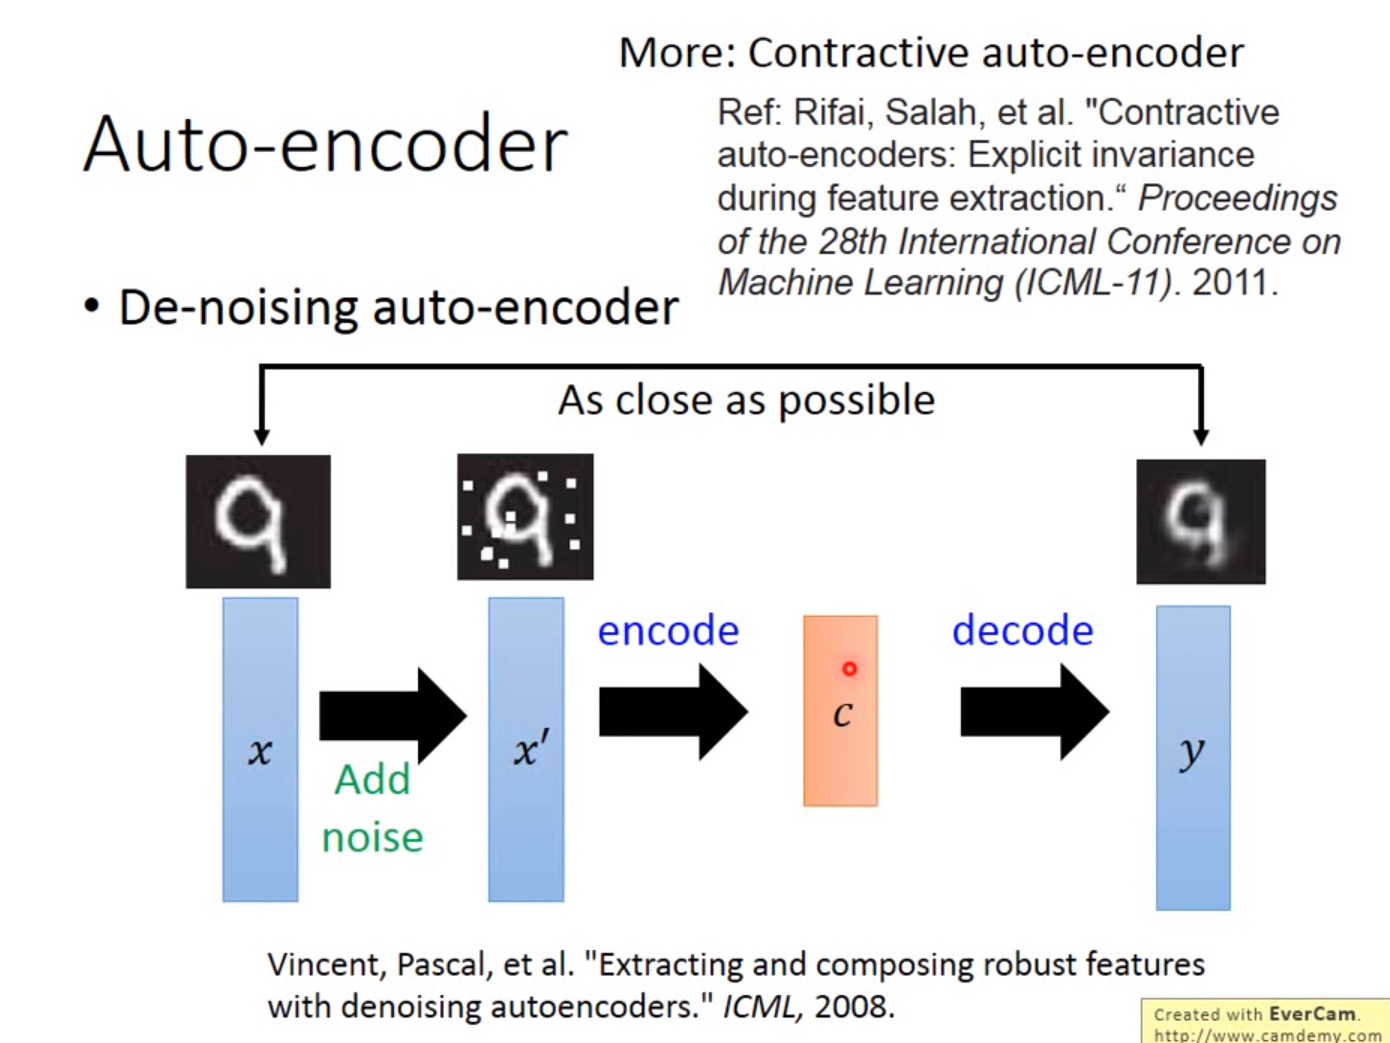 More: Contractive auto-encoder
Auto-encoder
Ref: Rifai, Salah, et al. "Contractive
auto-encoders: Explicit invariance
during feature extraction.“ Proceedings
of the 28th International Conference on
Machine Learning (ICML-11). 2011.
• De-noising auto-encoder
As close as possible
encode
decode
x
x′
c
y
Add
noise
Vincent, Pascal, et al. "Extracting and composing robust features
with denoising autoencoders." ICML, 2008.
Created with EverCam.
http://www.camdemy.com